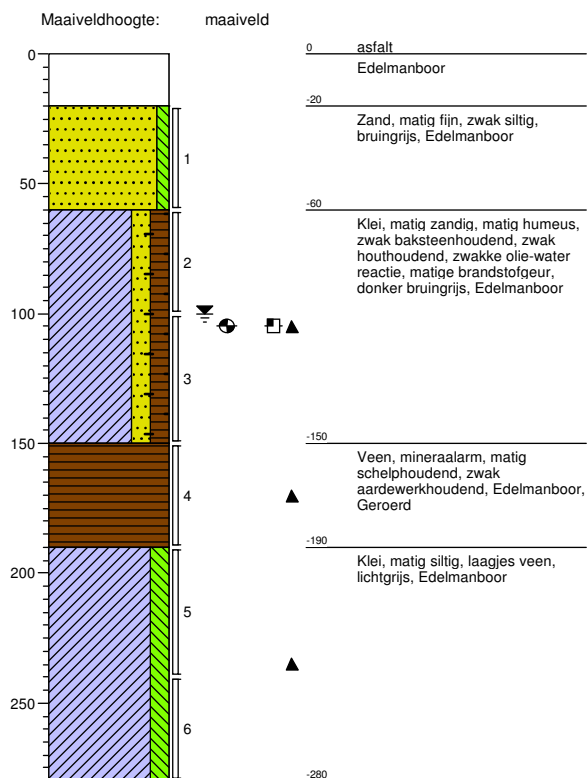 Maaiveldhoogte: maaiveld
0
0 asfalt
Edelmanboor
-20
Zand, matig fijn, zwak siltig,
bruingrijs, Edelmanboor
1
50
-60
Klei, matig zandig, matig humeus,
zwak baksteenhoudend, zwak
houthoudend, zwakke olie-water
reactie, matige brandstofgeur,
donker bruingrijs, Edelmanboor
2
100
3
150
-150
Veen, mineraalarm, matig
schelphoudend, zwak
aardewerkhoudend, Edelmanboor,
Geroerd
4
-190
Klei, matig siltig, laagjes veen,
lichtgrijs, Edelmanboor
200
5
250
6
-280